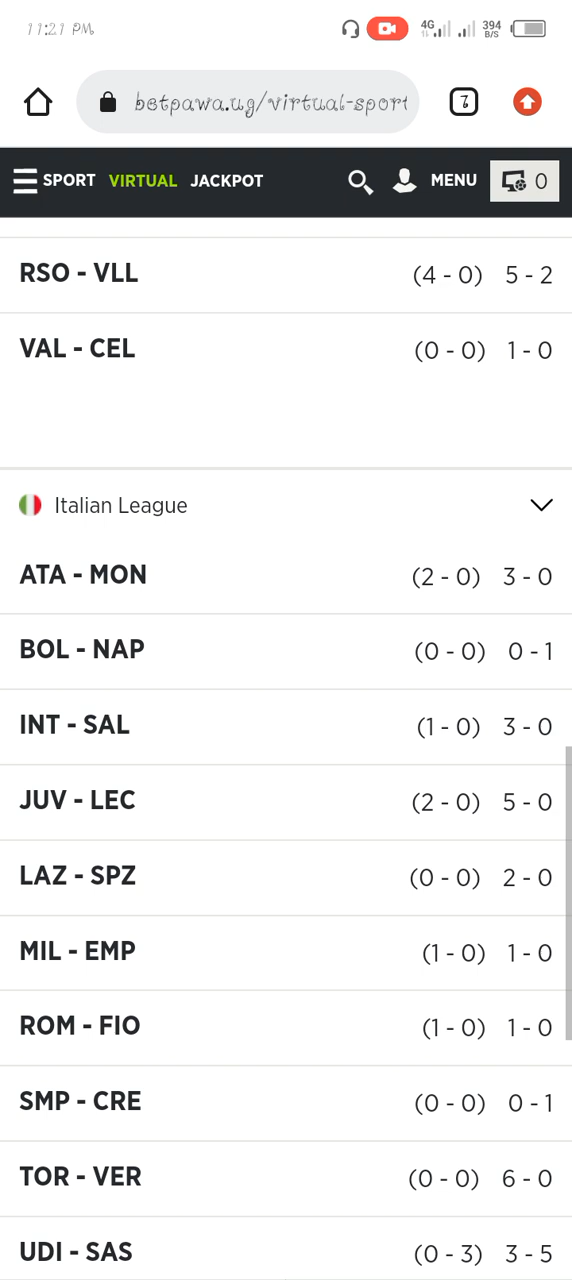 11:21 PM 4G 394 B/S
betpawa.ug/virtual-sport 7
SPORT VIRTUAL JACKPOT MENU 0
RSO - VLL (4 - 0) 5 - 2
VAL - CEL (0 - 0) 1 - 0
Italian League
ATA - MON (2 - 0) 3 - 0
BOL - NAP (0 - 0) 0 - 1
INT - SAL (1 - 0) 3 - 0
JUV - LEC (2 - 0) 5 - 0
LAZ - SPZ (0 - 0) 2 - 0
MIL - EMP (1 - 0) 1 - 0
ROM - FIO (1 - 0) 1 - 0
SMP - CRE (0 - 0) 0 - 1
TOR - VER (0 - 0) 6 - 0
UDI - SAS (0 - 3) 3 - 5